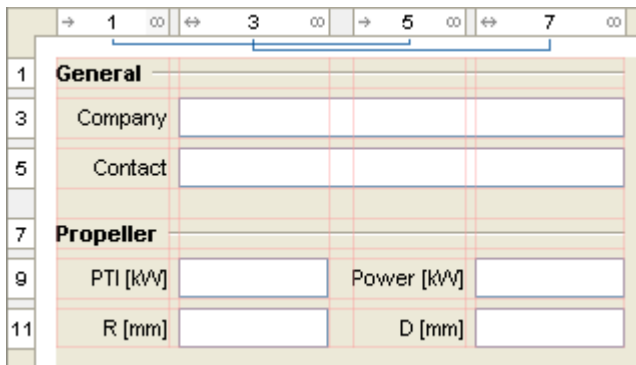 1 3 5 7
1 General
3 Company
5 Contact
7 Propeller
9 PTI [kW] Power [kW]
11 R [mm] D [mm]